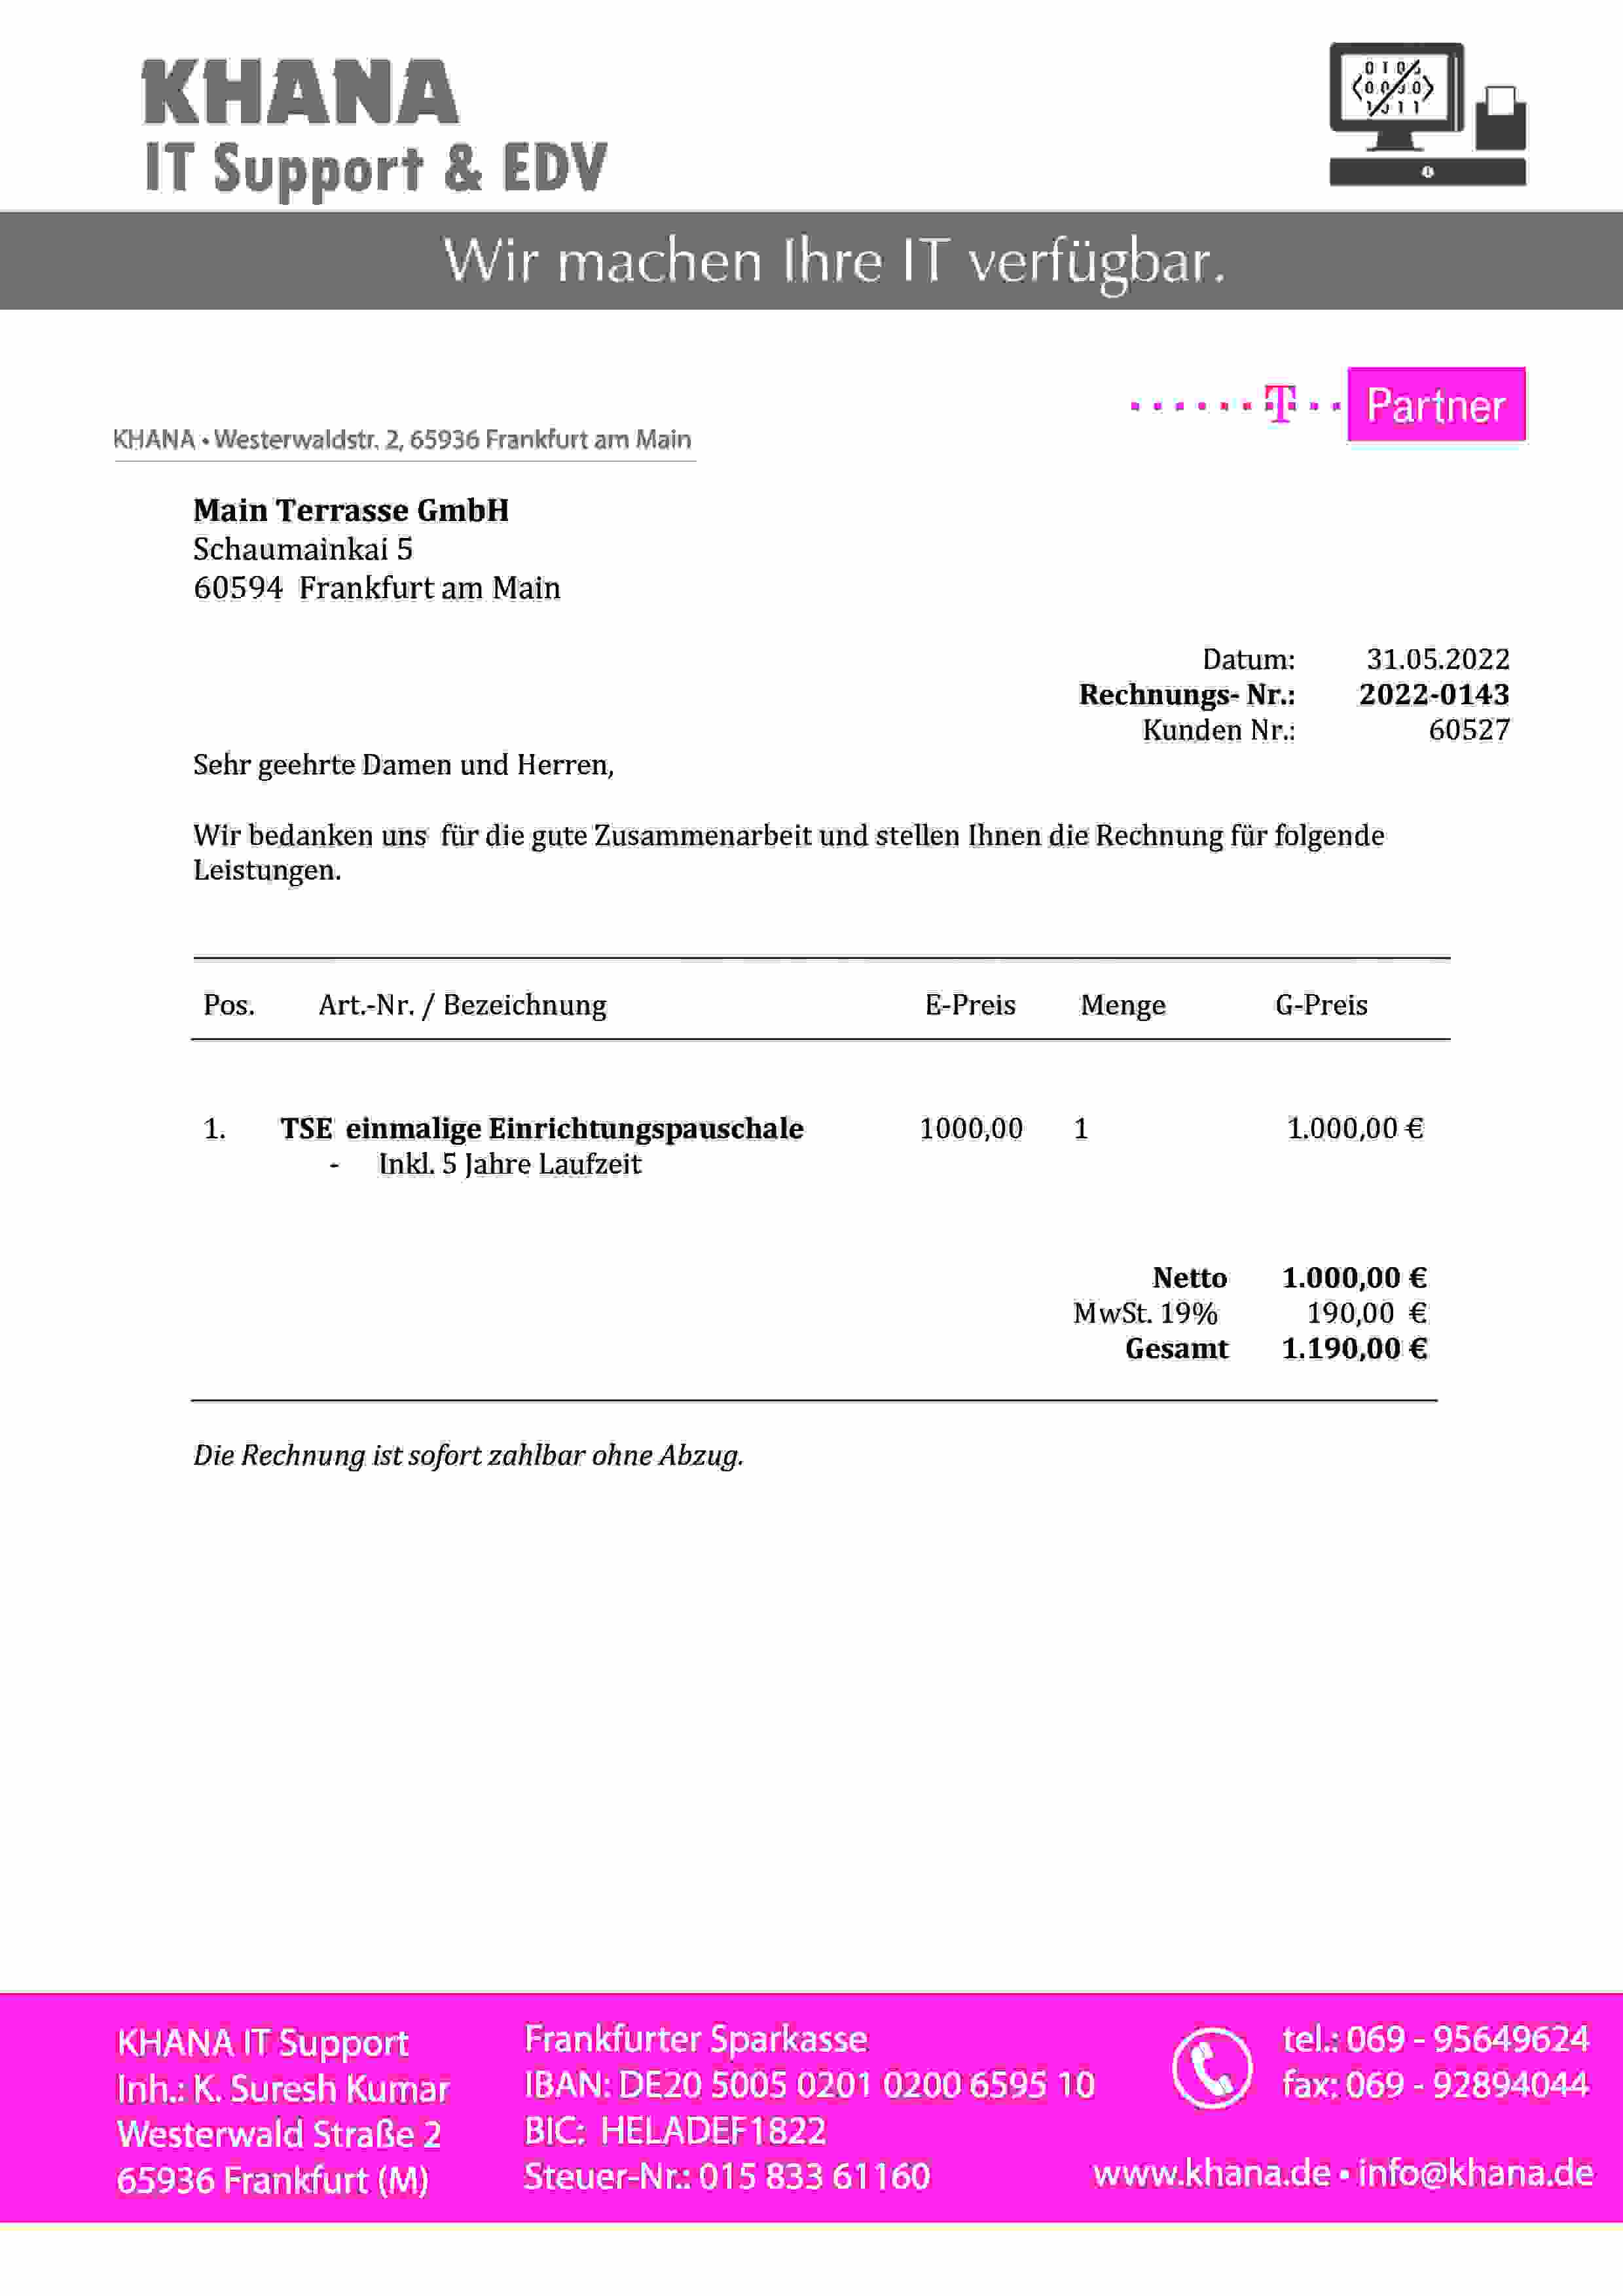 KHANA
IT Support & EDV
Wir machen Ihre IT verfügbar.
T Partner
KHANA • Westerwaldstr. 2, 65936 Frankfurt am Main
Main Terrasse GmbH
Schaumainkai 5
60594 Frankfurt am Main
Datum: 31.05.2022
Rechnungs- Nr.: 2022-0143
Kunden Nr.: 60527
Sehr geehrte Damen und Herren,
Wir bedanken uns für die gute Zusammenarbeit und stellen Ihnen die Rechnung für folgende
Leistungen.
Pos. Art.-Nr. / Bezeichnung E-Preis Menge G-Preis
1. TSE einmalige Einrichtungspauschale 1000,00 1 1.000,00 €
- Inkl. 5 Jahre Laufzeit
Netto 1.000,00 €
MwSt. 19% 190,00 €
Gesamt 1.190,00 €
Die Rechnung ist sofort zahlbar ohne Abzug.
KHANA IT Support
Inh.: K. Suresh Kumar
Westerwald Straße 2
65936 Frankfurt (M)
Frankfurter Sparkasse
IBAN: DE20 5005 0201 0200 6595 10
BIC: HELADEF1822
Steuer-Nr.: 015 833 61160
tel.: 069 - 95649624
fax: 069 - 92894044
www.khana.de • info@khana.de